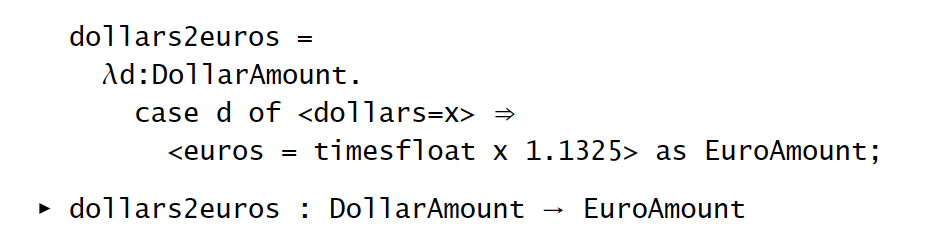 dollars2euros =
λd:DollarAmount.
case d of <dollars=x> ⇒
<euros = timesfloat x 1.1325> as EuroAmount;
▸ dollars2euros : DollarAmount → EuroAmount